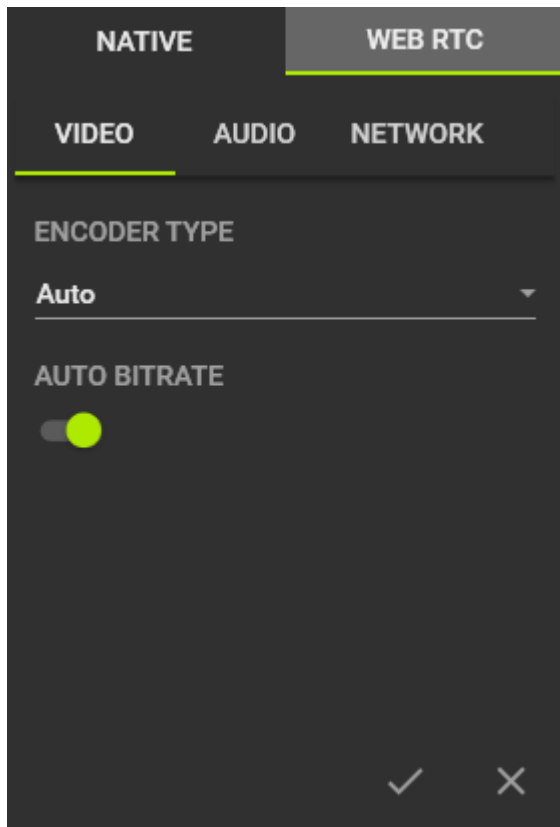 NATIVE WEB RTC
VIDEO AUDIO NETWORK
ENCODER TYPE
Auto
AUTO BITRATE